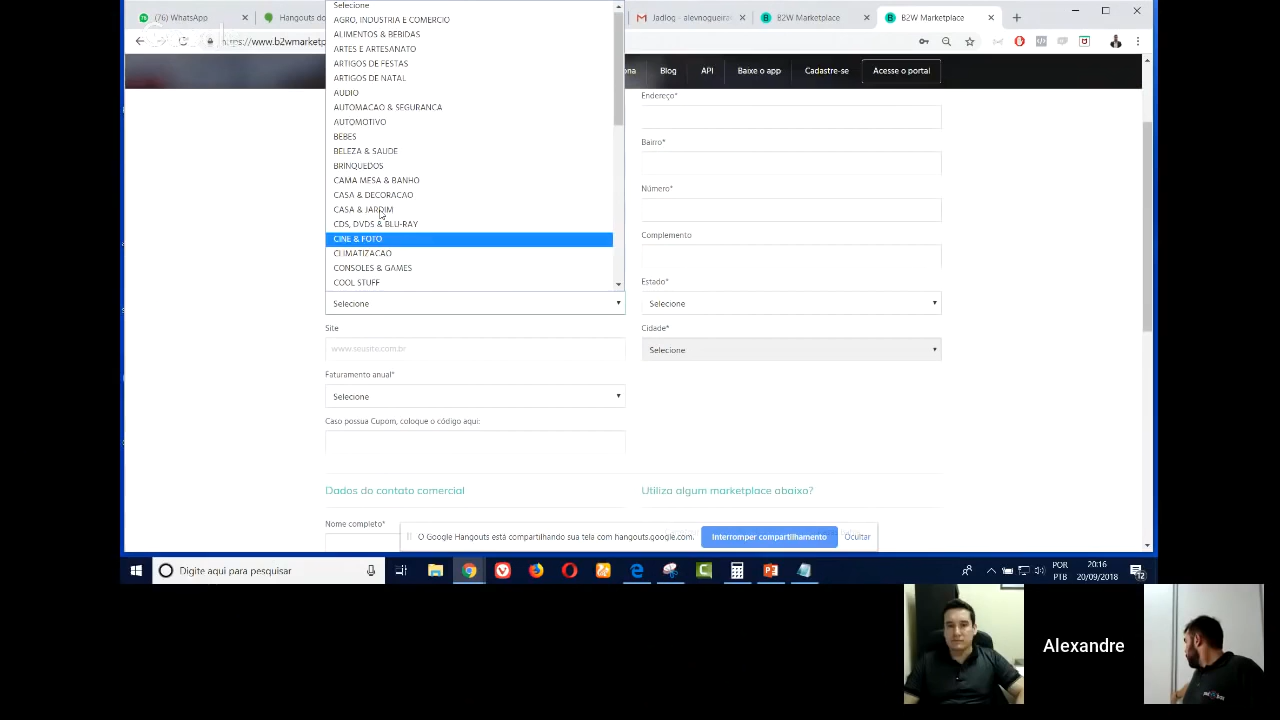 (76) WhatsApp
Hangouts do
Jadlog - alevnogueira
B2W Marketplace
B2W Marketplace
https://www.b2wmarketp
Blog
API
Baixe o app
Cadastre-se
Acesse o portal
Selecione
AGRO, INDUSTRIA E COMERCIO
ALIMENTOS & BEBIDAS
ARTES E ARTESANATO
ARTIGOS DE FESTAS
ARTIGOS DE NATAL
AUDIO
AUTOMACAO & SEGURANCA
AUTOMOTIVO
BEBES
BELEZA & SAUDE
BRINQUEDOS
CAMA MESA & BANHO
CASA & DECORACAO
CASA & JARDIM
CDS, DVDS & BLU-RAY
CINE & FOTO
CLIMATIZACAO
CONSOLES & GAMES
COOL STUFF
Selecione
Site
www.seusite.com.br
Faturamento anual*
Selecione
Caso possua Cupom, coloque o código aqui:
Endereço*
Bairro*
Número*
Complemento
Estado*
Selecione
Cidade*
Selecione
Dados do contato comercial
Utiliza algum marketplace abaixo?
Nome completo*
O Google Hangouts está compartilhando sua tela com hangouts.google.com.
Interromper compartilhamento
Ocultar
Digite aqui para pesquisar
POR
PTB
20:16
20/09/2018
12
Alexandre